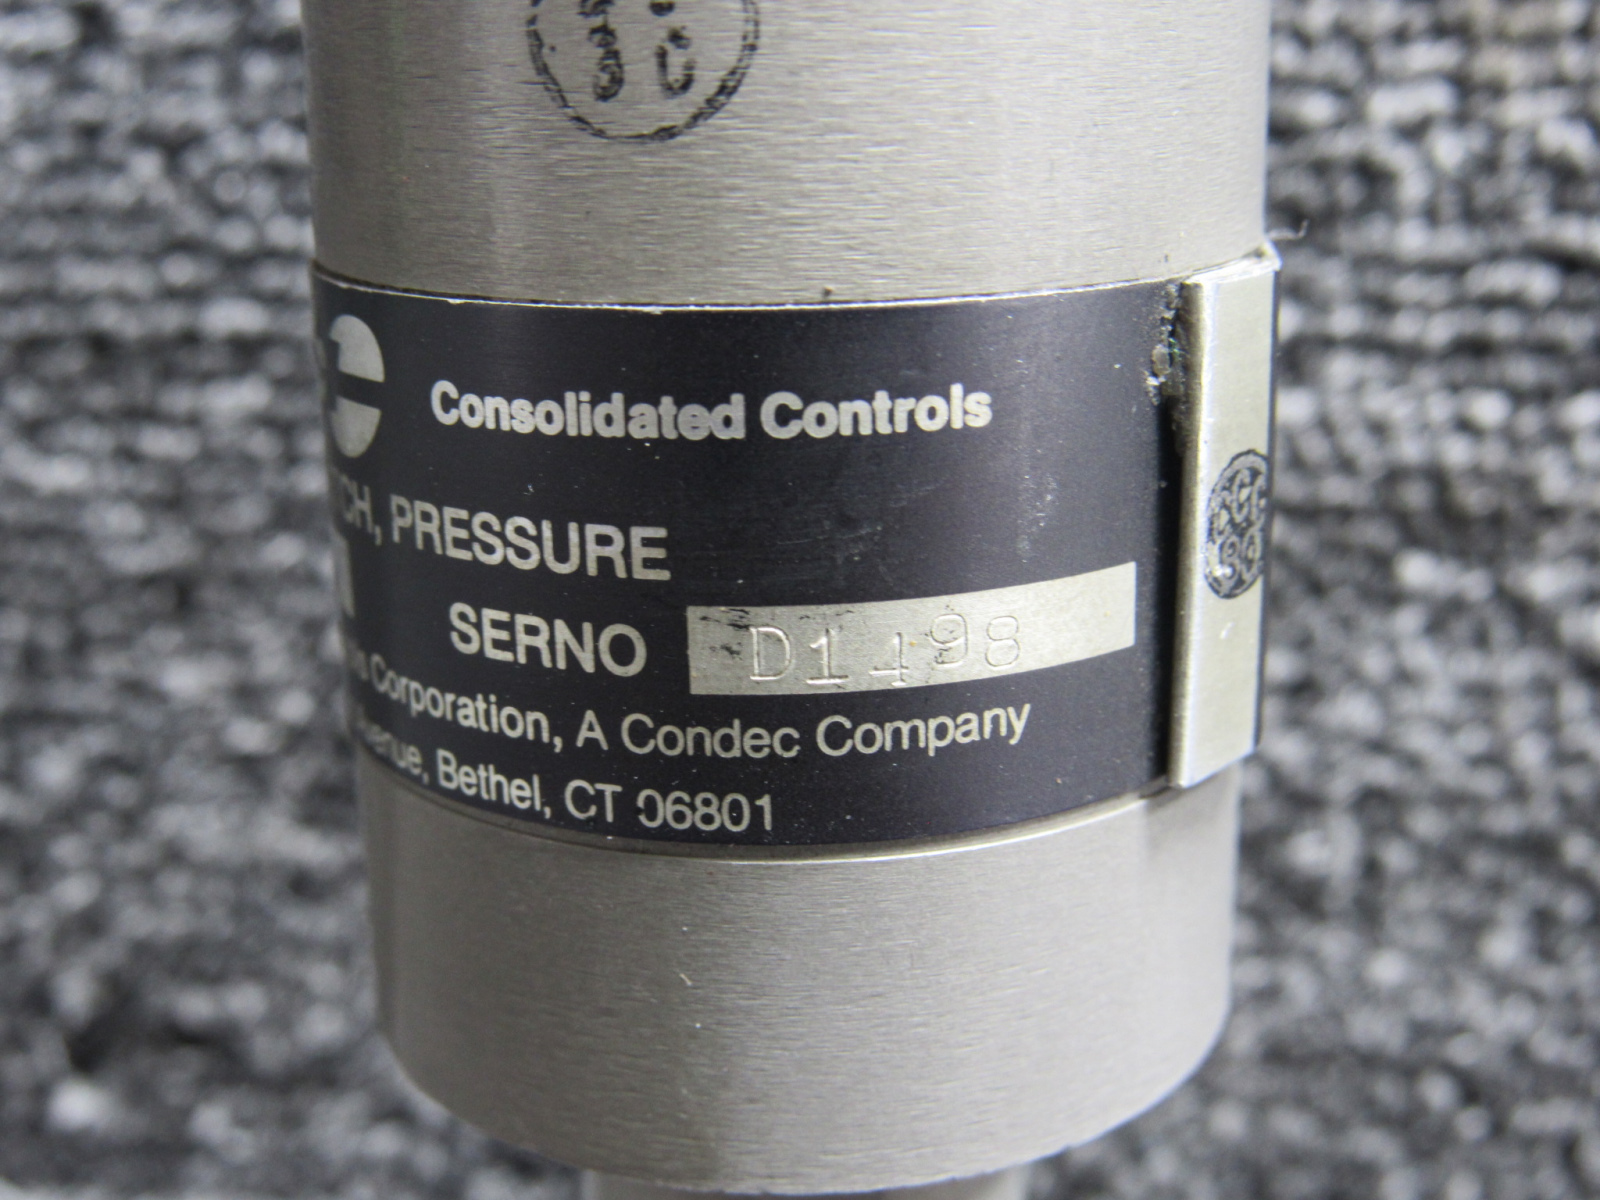 Consolidated Controls
CH, PRESSURE
SERNO D1498
Corporation, A Condec Company
Bethel, CT 06801